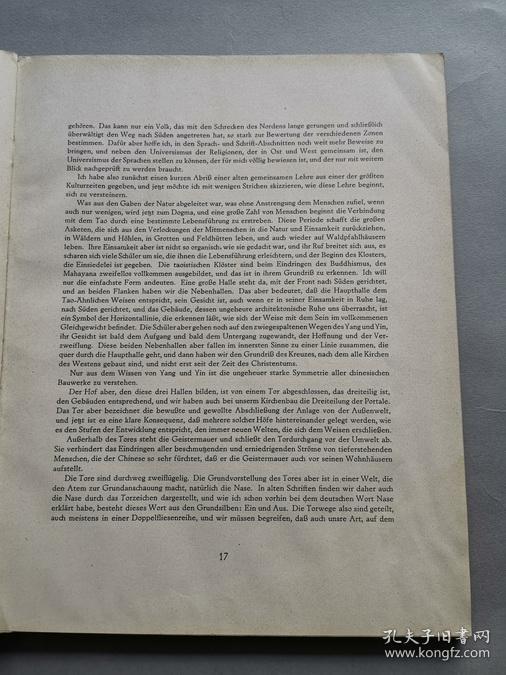 gehören. Das kann nur ein Volk, das mit den Schrecken des Nordens lange gerungen und schließlich
überwältigt den Weg nach Süden angetreten hat, so stark zur Bewertung der verschiedenen Zonen
bestimmen. Dafür aber hoffe ich, in den Sprach- und Schrift-Abschnitten noch weit mehr Beweise zu
bringen, und neben den Universismus der Religionen, der in Ost und West gemeinsam ist, den
Universismus der Sprachen stellen zu können, der für mich völlig bewiesen ist, und der nur mit weitem
Blick nachgeprüft zu werden braucht.
Ich habe also zunächst einen kurzen Abriß einer alten gemeinsamen Lehre aus einer der größten
Kulturzeiten gegeben, und jetzt möchte ich mit wenigen Strichen skizzieren, wie diese Lehre beginnt,
sich zu versteinern.
Was aus den Gaben der Natur abgeleitet war, was ohne Anstrengung dem Menschen zufiel, wenn
auch nur wenigen, wird jetzt zum Dogma, und eine große Zahl von Menschen beginnt die Verbindung
mit dem Tao durch eine bestimmte Lebensführung zu erstreben. Diese Periode schafft die großen
Asketen, die sich aus den Verlockungen der Mitmenschen in die Natur und Einsamkeit zurückziehen,
in Wäldern und Höhlen, in Grotten und Feldhütten leben, und auch wieder auf Waldpfahlhäusern
leben. Ihre Einsamkeit aber ist nicht so organisch, wie sie gedacht war, und ihr Ruf breitet sich aus, es
scharen sich viele Schüler um sie, die ihnen die Lebensführung erleichtern, und der Beginn des Klosters,
die Einsiedelei ist gegeben. Die taoistischen Klöster sind beim Eindringen des Buddhismus, des
Mahayana zweifellos vollkommen ausgebildet, und das ist in ihrem Grundriß zu erkennen. Ich will
nur die einfachste Form andeuten. Eine große Halle steht da, mit der Front nach Süden gerichtet, und
an beiden Flanken haben wir die Nebenhallen. Das aber bedeutet, daß die Haupthalle dem
Tao-Ähnlichen Weisen entspricht, sein Gesicht ist, auch wenn er in seiner Einsamkeit in Ruhe lag,
nach Süden gerichtet, und das Gebäude, dessen ungeheure architektonische Ruhe uns überrascht, ist
ein Symbol der Horizontallinie, die erkennen läßt, wie sich der Weise mit dem Sein im vollkommenen
Gleichgewicht befindet. Die Schüler aber gehen noch auf den zwiegespaltenen Wegen des Yang und Yin,
ihr Gesicht ist bald dem Aufgang und bald dem Untergang zugewandt, der Hoffnung und der Ver-
zweiflung. Diese beiden Nebenhallen aber fallen im innersten Sinne zu einer Linie zusammen, die
quer durch die Haupthalle geht, und dann haben wir den Grundriß des Kreuzes, nach dem alle Kirchen
des Westens gebaut sind, und nicht erst seit der Zeit des Christentums.
Nur aus dem Wissen von Yang und Yin ist die ungeheuer starke Symmetrie aller chinesischen
Bauwerke zu verstehen.
Der Hof aber, den diese drei Hallen bilden, ist von einem Tor abgeschlossen, das dreiteilig ist,
den Gebäuden entsprechend, und wir haben auch bei unserm Kirchenbau die Dreiteilung der Portale.
Das Tor aber bezeichnet die bewußte und gewollte Abschließung der Anlage von der Außenwelt,
und jetzt ist es eine klare Konsequenz, daß mehrere solcher Höfe hintereinander gelegt werden, wie
es den Stufen der Entwicklung entspricht, den immer neuen Welten, die sich dem Weisen erschließen.
Außerhalb des Tores steht die Geistermauer und schließt den Tordurchgang vor der Umwelt ab.
Sie verhindert das Eindringen aller beschmutzenden und erniedrigenden Ströme von tieferstehenden
Menschen, die der Chinese so sehr fürchtet, daß er die Geistermauer auch vor seinen Wohnhäusern
aufstellt.
Die Tore sind durchweg zweiflügelig. Die Grundvorstellung des Tores aber ist in einer Welt, die
den Atem zur Grundanschauung macht, natürlich die Nase. In alten Schriften finden wir daher auch
die Nase durch das Torzeichen dargestellt, und wie ich schon vorhin bei dem deutschen Wort Nase
erklärt habe, besteht dieses Wort aus den Grundsilben: Ein und Aus. Die Torwege also sind geteilt,
auch meistens in einer Doppelfliesenreihe, und wir müssen begreifen, daß auch unsre Art, auf dem
17
孔夫子旧书网
www.kongfz.com